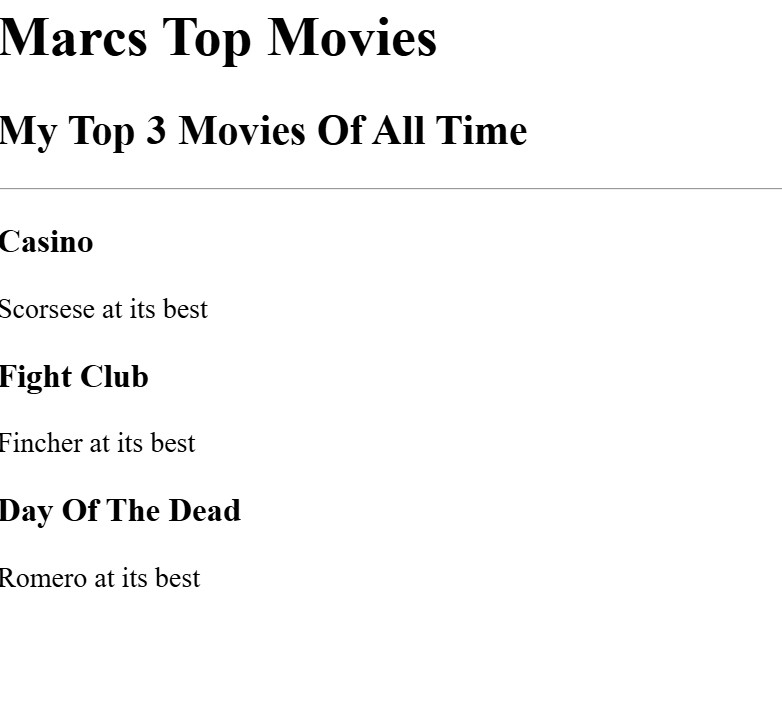 Marcs Top Movies
My Top 3 Movies Of All Time
Casino
Scorsese at its best
Fight Club
Fincher at its best
Day Of The Dead
Romero at its best